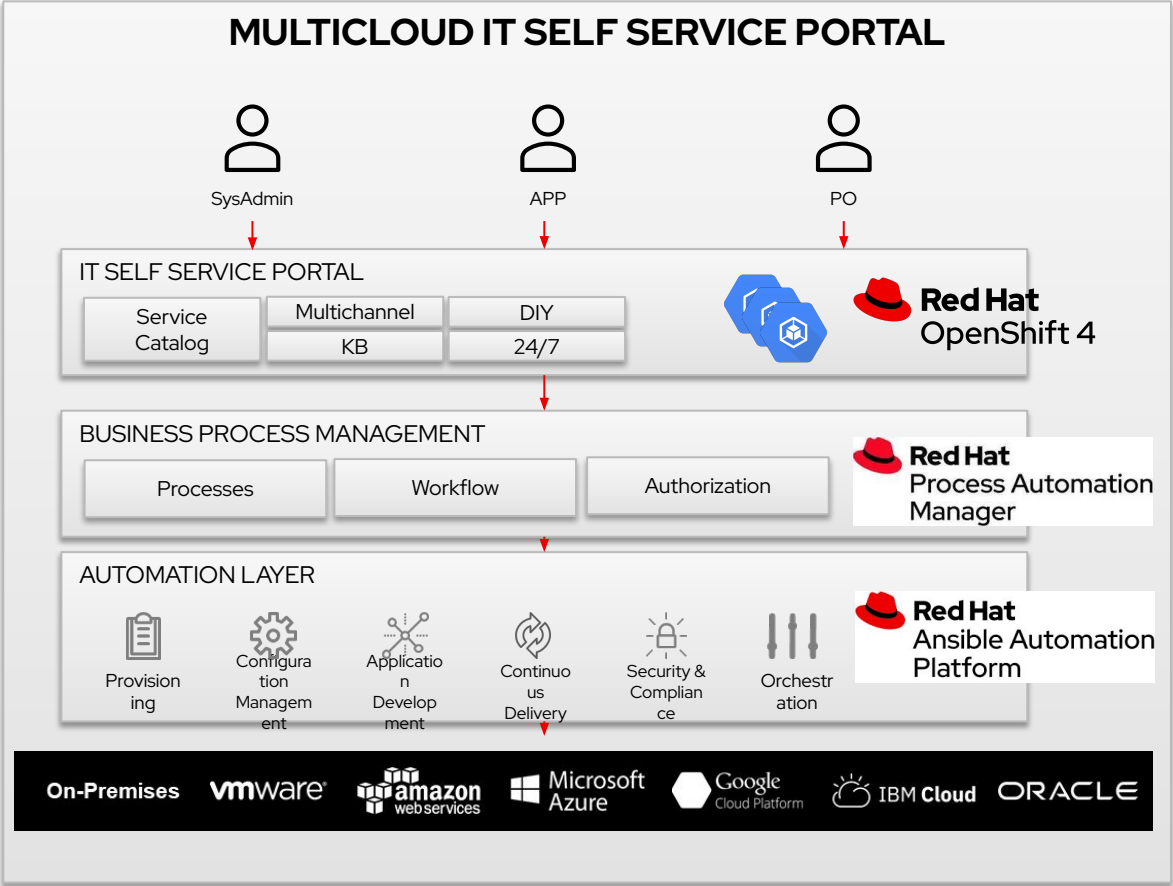 MULTICLOUD IT SELF SERVICE PORTAL
SysAdmin
APP
PO
IT SELF SERVICE PORTAL
Service
Catalog
Multichannel
KB
DIY
24/7
Red Hat
OpenShift 4
BUSINESS PROCESS MANAGEMENT
Processes
Workflow
Authorization
Red Hat
Process Automation
Manager
AUTOMATION LAYER
Provision
ing
Configura
tion
Managem
ent
Applicatio
n
Develop
ment
Continuo
us
Delivery
Security &
Complian
ce
Orchestr
ation
Red Hat
Ansible Automation
Platform
On-Premises
vmware®
amazon
web services
Microsoft
Azure
Google
Cloud Platform
IBM Cloud
ORACLE